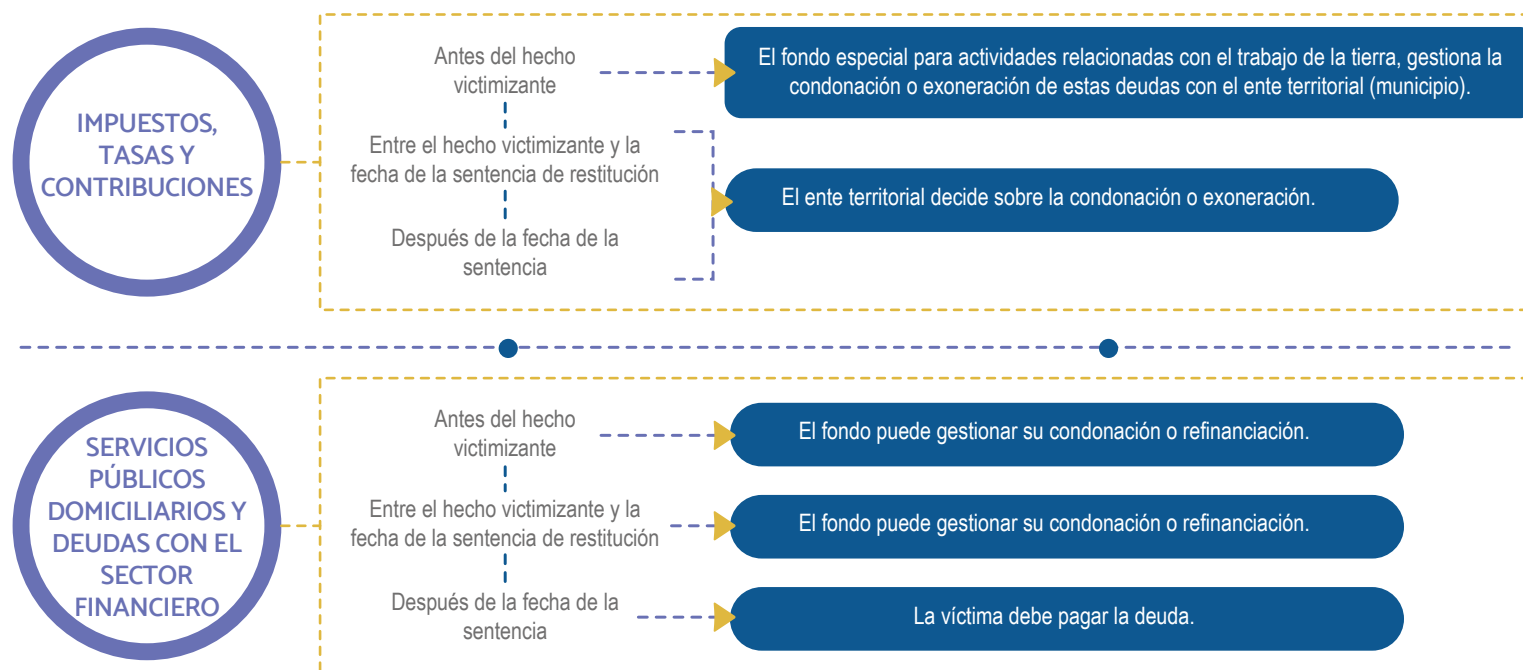 IMPUESTOS,
TASAS Y
CONTRIBUCIONES
Antes del hecho
victimizante
El fondo especial para actividades relacionadas con el trabajo de la tierra, gestiona la
condonación o exoneración de estas deudas con el ente territorial (municipio).
Entre el hecho victimizante y la
fecha de la sentencia de restitución
Después de la fecha de la
sentencia
El ente territorial decide sobre la condonación o exoneración.
SERVICIOS
PÚBLICOS
DOMICILIARIOS Y
DEUDAS CON EL
SECTOR
FINANCIERO
Antes del hecho
victimizante
El fondo puede gestionar su condonación o refinanciación.
Entre el hecho victimizante y la
fecha de la sentencia de restitución
El fondo puede gestionar su condonación o refinanciación.
Después de la fecha de la
sentencia
La víctima debe pagar la deuda.